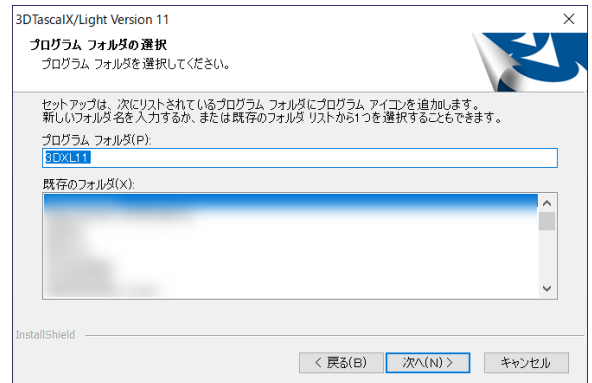 3DTascalX/Light Version 11
プログラム フォルダの選択
プログラム フォルダを選択してください。
セットアップは、次にリストされているプログラム フォルダにプログラム アイコンを追加します。
新しいフォルダ名を入力するか、または既存のフォルダ リストから1つを選択することもできます。
プログラム フォルダ(P):
3DXL11
既存のフォルダ(X):
InstallShield
< 戻る(B)
次へ(N) >
キャンセル